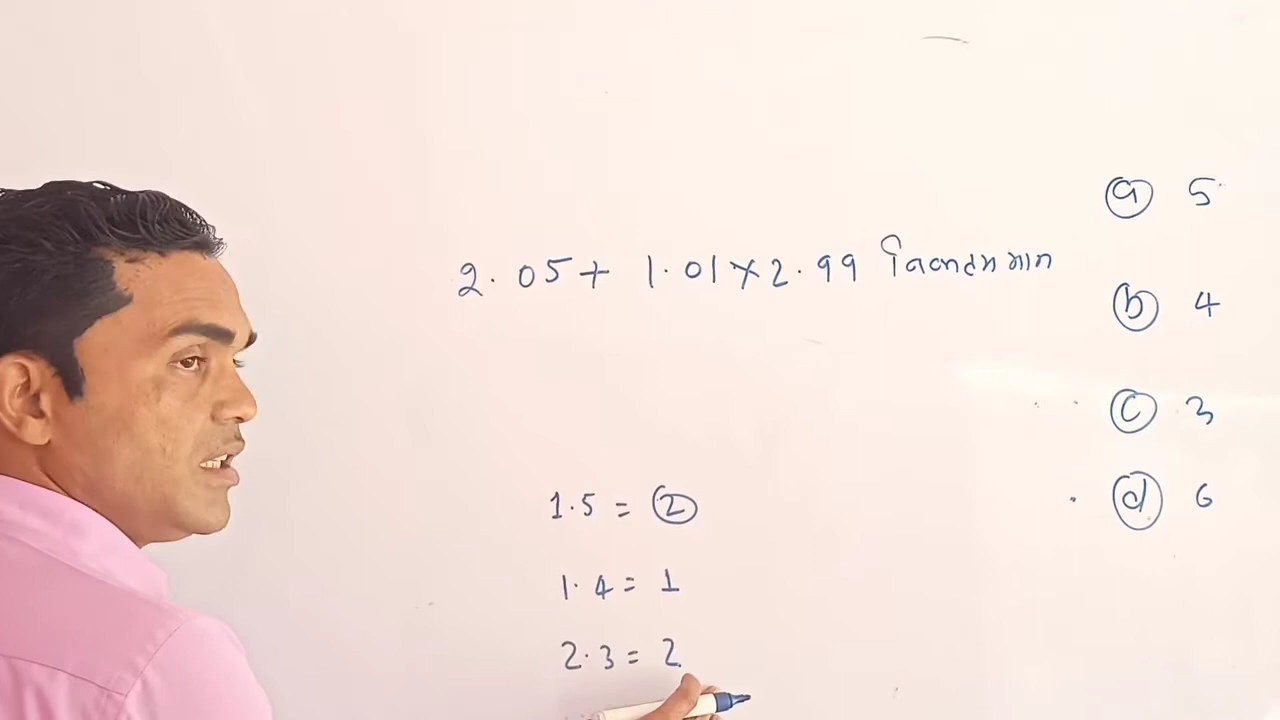 2.05 + 1.01 × 2.99 मान
ⓐ 5
ⓑ 4
ⓒ 3
ⓓ 6
1.5 = ②
1.4 = 1
2.3 = 2